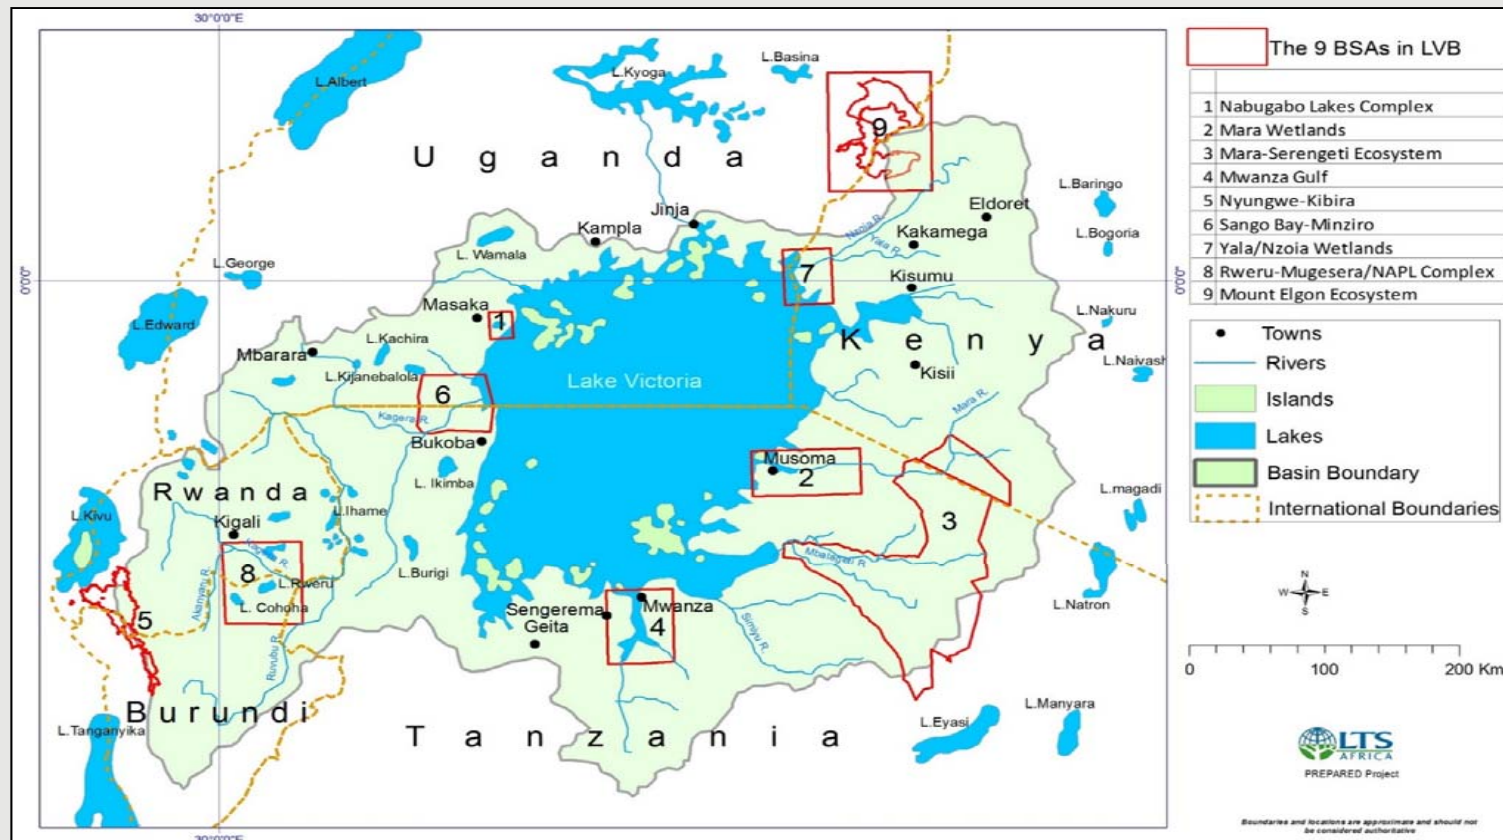 30°0'0"E
L.Albert
L.Kyoga
L.Basina
Uganda
9
L.Baringo
Eldoret
Jinja
Kampla
Nzoia R.
Kakamega
L.Bogoria
Yala R.
L. Wamala
L.George
7
Kisumu
0°0'0"
0°0'0"
Masaka
1
L.Nakuru
L.Edward
L.Kachira
Kenya
Mbarara
L.Naivash
Kisii
L.Kijanebalola
6
Lake Victoria
Mara R.
Kagera R.
Bukoba
Musoma
2
L. Ikimba
Rwanda
L.magadi
L.Kivu
Kigali
L.Ihame
3
Kagera R.
Mbalageti R.
8
L.Rweru
L.Burigi
Akanyaru R.
L. Cohoha
L.Natron
5
Sengerema
Mwanza
Geita
4
Simiyu R.
Ruvubu R.
Burundi
L.Tanganyika
Tanzania
L.Eyasi
L.Manyara
30°0'0"E
The 9 BSAs in LVB
1 Nabugabo Lakes Complex
2 Mara Wetlands
3 Mara-Serengeti Ecosystem
4 Mwanza Gulf
5 Nyungwe-Kibira
6 Sango Bay-Minziro
7 Yala/Nzoia Wetlands
8 Rweru-Mugesera/NAPL Complex
9 Mount Elgon Ecosystem
Towns
Rivers
Islands
Lakes
Basin Boundary
International Boundaries
N
W E
S
0 100 200 Km
LTS
AFRICA
PREPARED Project
Boundaries and locations are approximate and should not
be considered authoritative